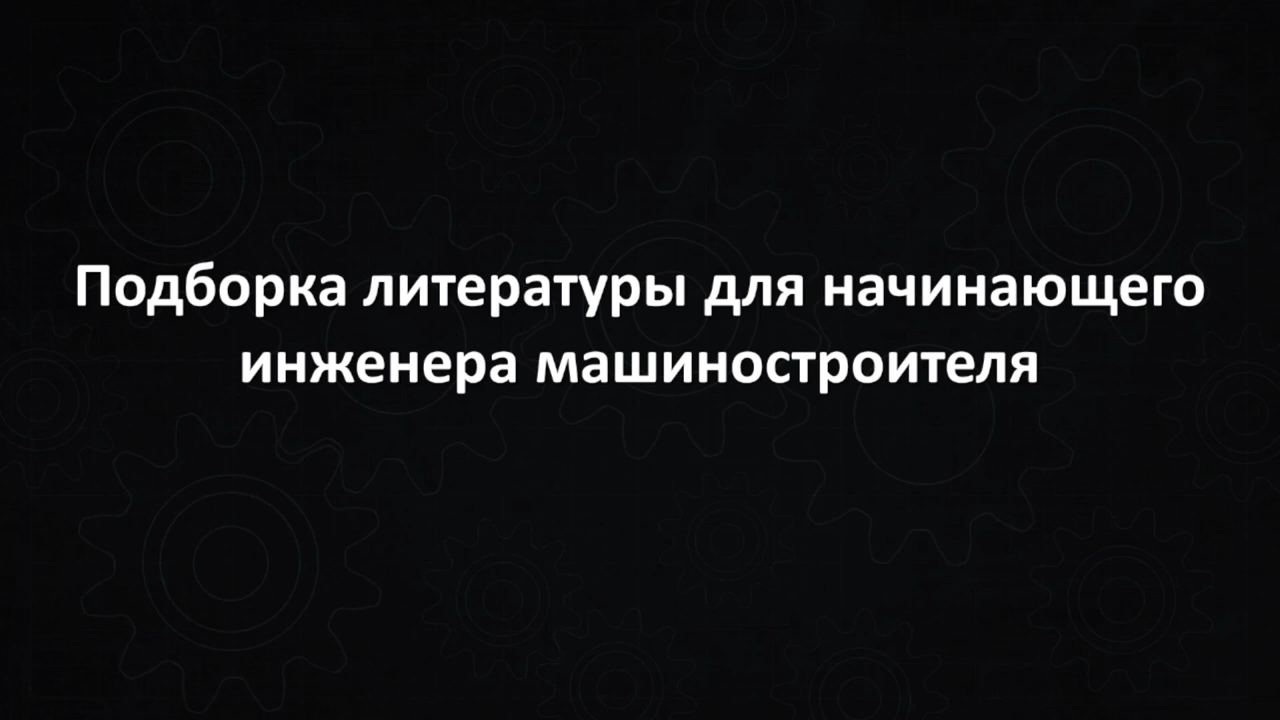 Подборка литературы для начинающего
инженера машиностроителя